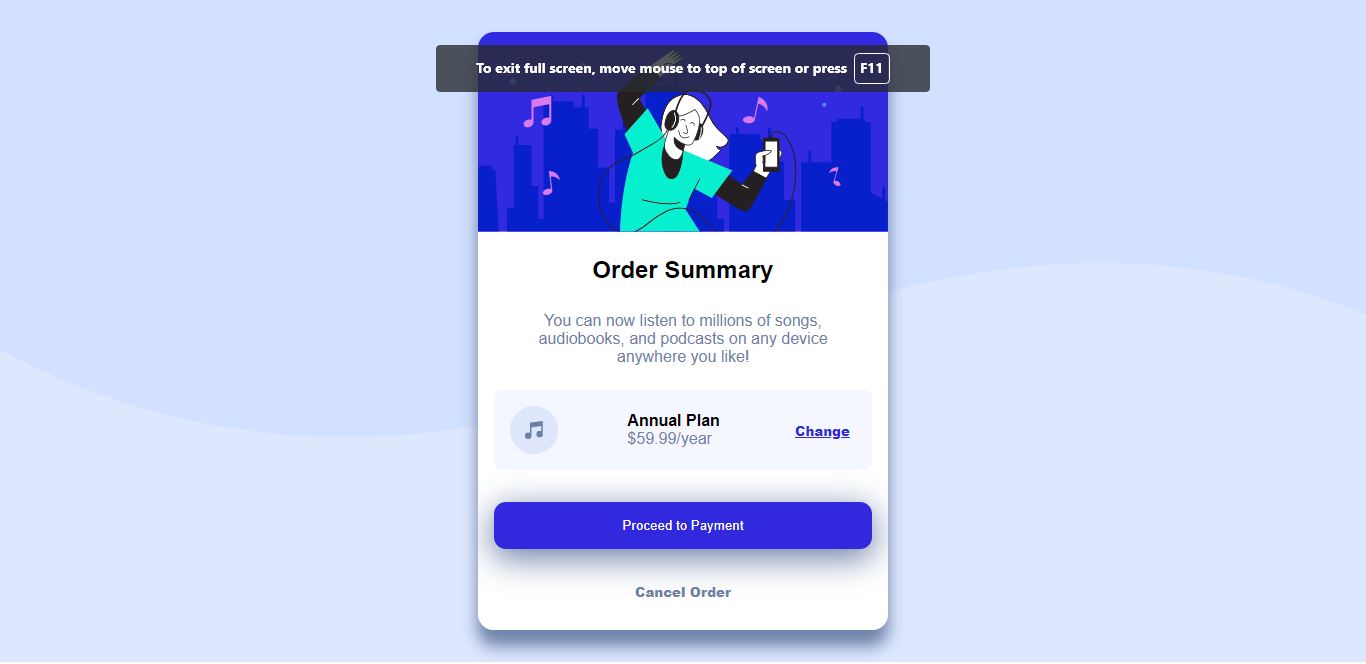 To exit full screen, move mouse to top of screen or press F11
Order Summary
You can now listen to millions of songs,
audiobooks, and podcasts on any device
anywhere you like!
Annual Plan
$59.99/year
Change
Proceed to Payment
Cancel Order